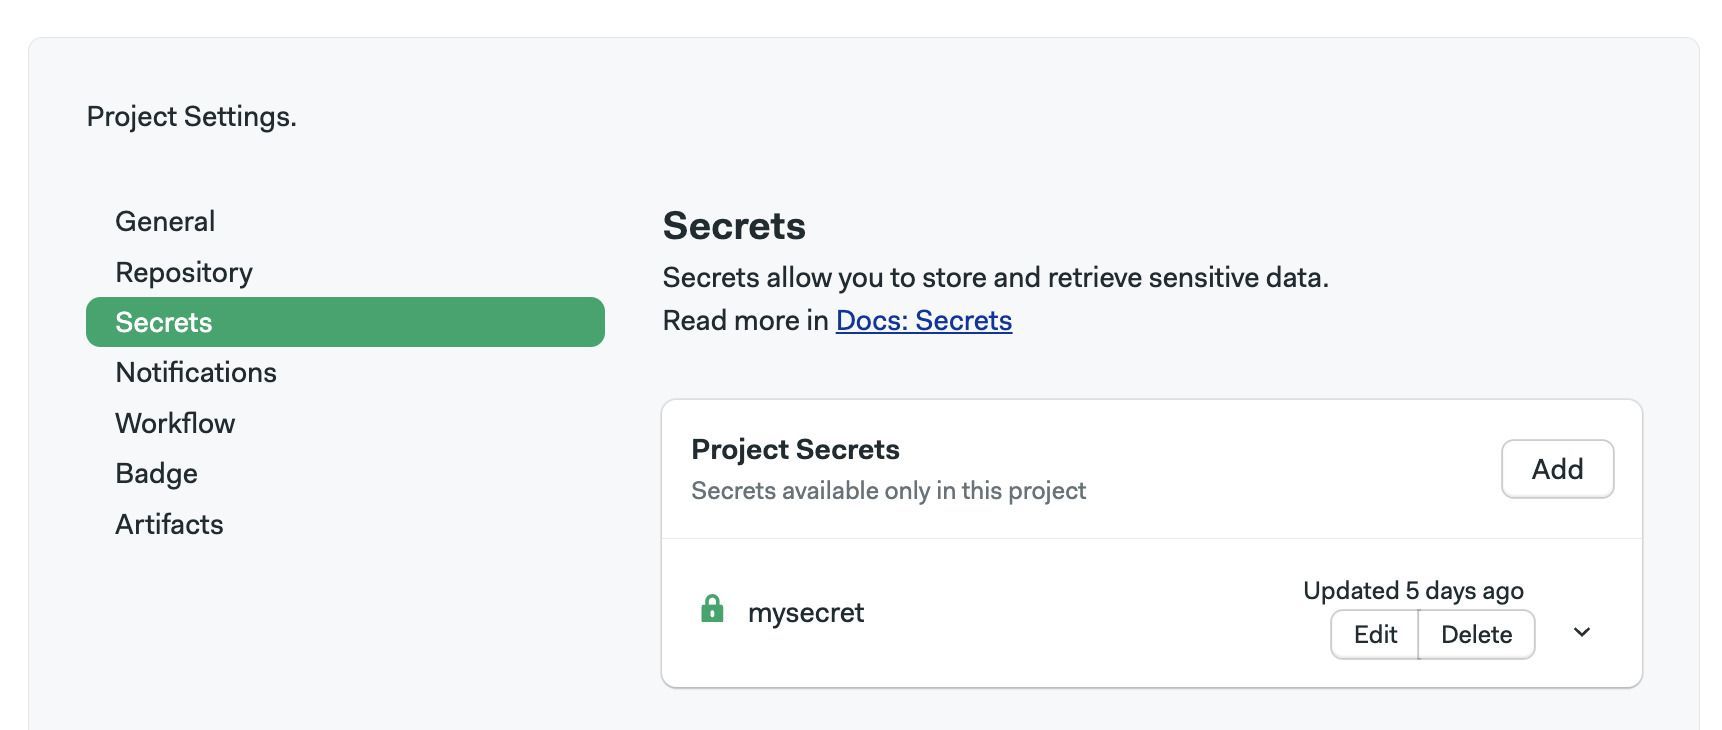 Project Settings.
General
Repository
Secrets
Notifications
Workflow
Badge
Artifacts
Secrets
Secrets allow you to store and retrieve sensitive data.
Read more in Docs: Secrets
Project Secrets
Secrets available only in this project
Add
mysecret
Updated 5 days ago
Edit
Delete